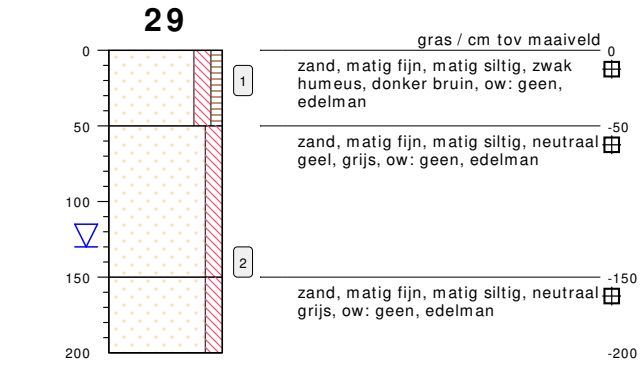 29
gras / cm tov maaiveld
0
0
zand, matig fijn, matig siltig, zwak
humeus, donker bruin, ow: geen,
edelman
1
50
-50
zand, matig fijn, matig siltig, neutraal
geel, grijs, ow: geen, edelman
100
2
150
-150
zand, matig fijn, matig siltig, neutraal
grijs, ow: geen, edelman
200
-200